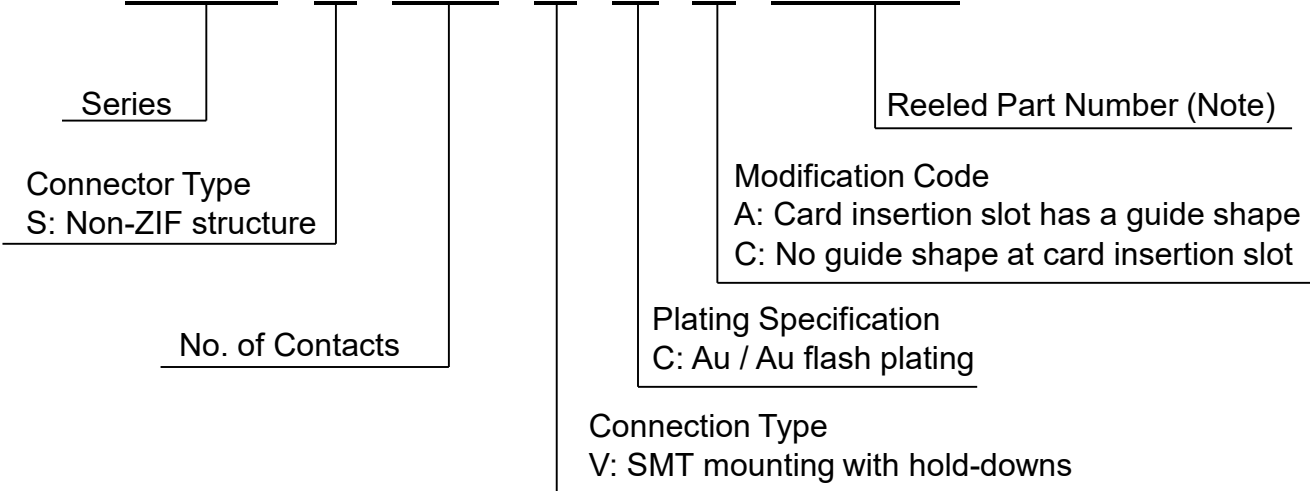 Series
Reeled Part Number (Note)
Connector Type
S: Non-ZIF structure
Modification Code
A: Card insertion slot has a guide shape
C: No guide shape at card insertion slot
No. of Contacts
Plating Specification
C: Au / Au flash plating
Connection Type
V: SMT mounting with hold-downs